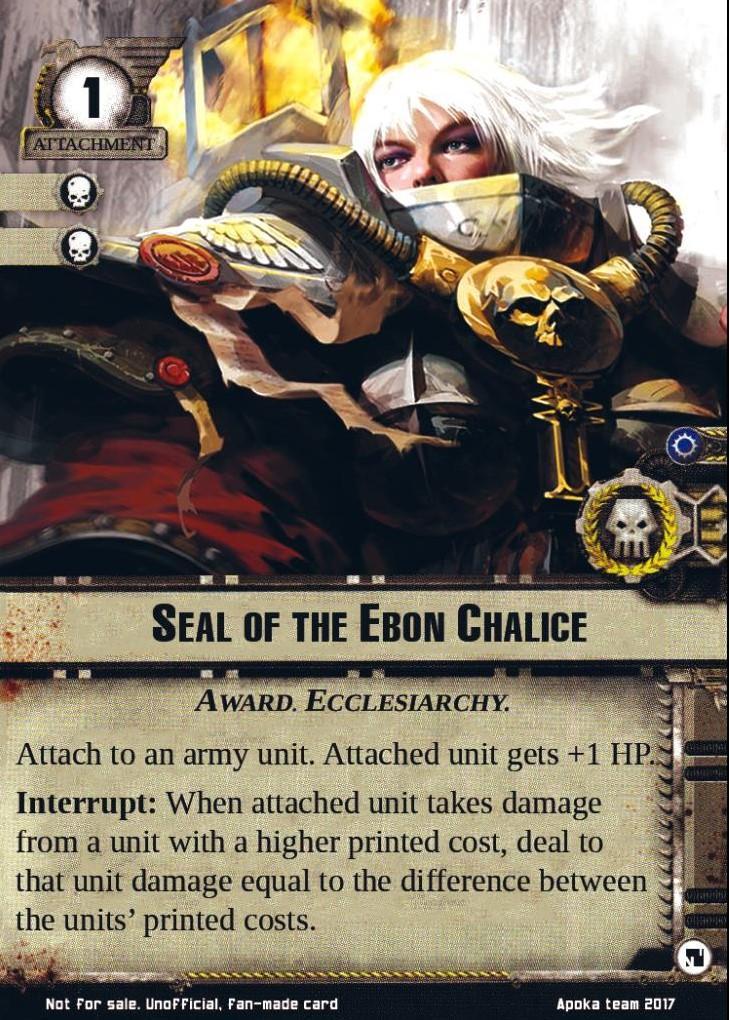 1
ATTACHMENT
SEAL OF THE EBON CHALICE
AWARD. ECCLESIARCHY.
Attach to an army unit. Attached unit gets +1 HP.
Interrupt: When attached unit takes damage
from a unit with a higher printed cost, deal to
that unit damage equal to the difference between
the units’ printed costs.
Not for sale. Unofficial, Fan-made card
Apoka team 2017